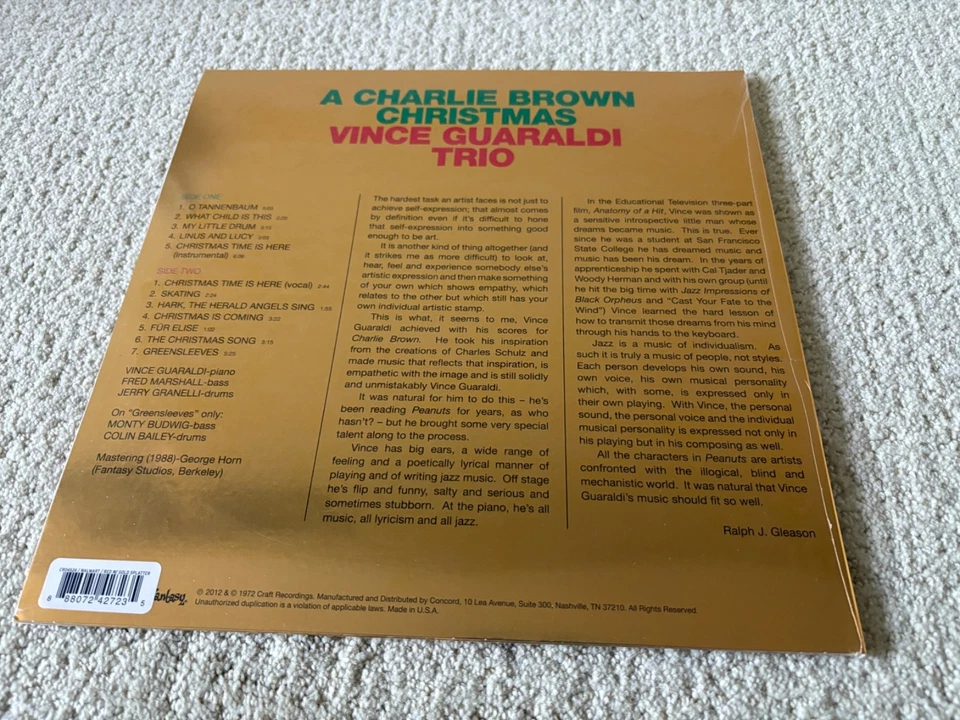 A CHARLIE BROWN
CHRISTMAS
VINCE GUARALDI
TRIO
SIDE ONE
1. O TANNENBAUM
2. WHAT CHILD IS THIS
3. MY LITTLE DRUM
4. LINUS AND LUCY
5. CHRISTMAS TIME IS HERE
(instrumental)
SIDE TWO
1. CHRISTMAS TIME IS HERE (vocal) 2:44
2. SKATING 2:24
3. HARK, THE HERALD ANGELS SING 1:55
4. CHRISTMAS IS COMING 3:22
5. FÜR ELISE 1:00
6. THE CHRISTMAS SONG 3:15
7. GREENSLEEVES 5:25
VINCE GUARALDI-piano
FRED MARSHALL-bass
JERRY GRANELLI-drums
On "Greensleeves" only:
MONTY BUDWIG-bass
COLIN BAILEY-drums
Mastering (1988)-George Horn
(Fantasy Studios, Berkeley)
The hardest task an artist faces is not just to
achieve self-expression; that almost comes
by definition even if it's difficult to hone
that self-expression into something good
enough to be art.
It is another kind of thing altogether (and
it strikes me as more difficult) to look at,
hear, feel and experience somebody else's
artistic expression and then make something
of your own which shows empathy, which
relates to the other but which still has your
own individual artistic stamp.
This is what, it seems to me, Vince
Guaraldi achieved with his scores for
Charlie Brown. He took his inspiration
from the creations of Charles Schulz and
made music that reflects that inspiration, is
empathetic with the image and is still solidly
and unmistakably Vince Guaraldi.
It was natural for him to do this – he's
been reading Peanuts for years, as who
hasn't? – but he brought some very special
talent along to the process.
Vince has big ears, a wide range of
feeling and a poetically lyrical manner of
playing and of writing jazz music. Off stage
he's flip and funny, salty and serious and
sometimes stubborn. At the piano, he's all
music, all lyricism and all jazz.
In the Educational Television three-part
film, Anatomy of a Hit, Vince was shown as
a sensitive introspective little man whose
dreams became music. This is true. Ever
since he was a student at San Francisco
State College he has dreamed music and
music has been his dream. In the years of
apprenticeship he spent with Cal Tjader and
Woody Herman and with his own group (until
he hit the big time with Jazz Impressions of
Black Orpheus and "Cast Your Fate to the
Wind") Vince learned the hard lesson of
how to transmit those dreams from his mind
through his hands to the keyboard.
Jazz is a music of individualism. As
such it is truly a music of people, not styles.
Each person develops his own sound, his
own voice, his own musical personality
which, with some, is expressed only in
their own playing. With Vince, the personal
sound, the personal voice and the individual
musical personality is expressed not only in
his playing but in his composing as well.
All the characters in Peanuts are artists
confronted with the illogical, blind and
mechanistic world. It was natural that Vince
Guaraldi's music should fit so well.
Ralph J. Gleason
WALMART / RED W/ GOLD SPLATTER
8 88072 42723 5
fantasy
℗ 2012 & © 1972 Craft Recordings. Manufactured and Distributed by Concord, 10 Lea Avenue, Suite 300, Nashville, TN 37210. All Rights Reserved.
Unauthorized duplication is a violation of applicable laws. Made in U.S.A.